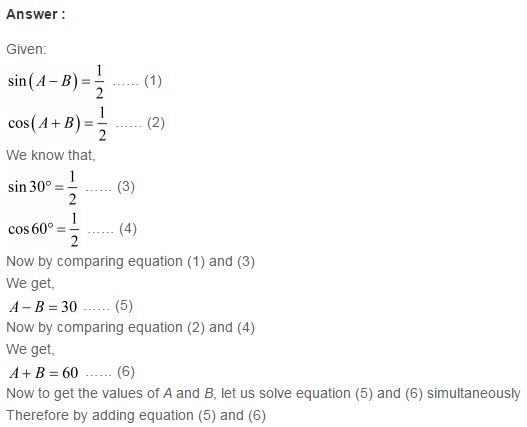 Answer :
Given:
sin(A − B) = 1/2 ...... (1)
cos(A + B) = 1/2 ...... (2)
We know that,
sin 30° = 1/2 ...... (3)
cos 60° = 1/2 ...... (4)
Now by comparing equation (1) and (3)
We get,
A − B = 30 ...... (5)
Now by comparing equation (2) and (4)
We get,
A + B = 60 ...... (6)
Now to get the values of A and B, let us solve equation (5) and (6) simultaneously
Therefore by adding equation (5) and (6)